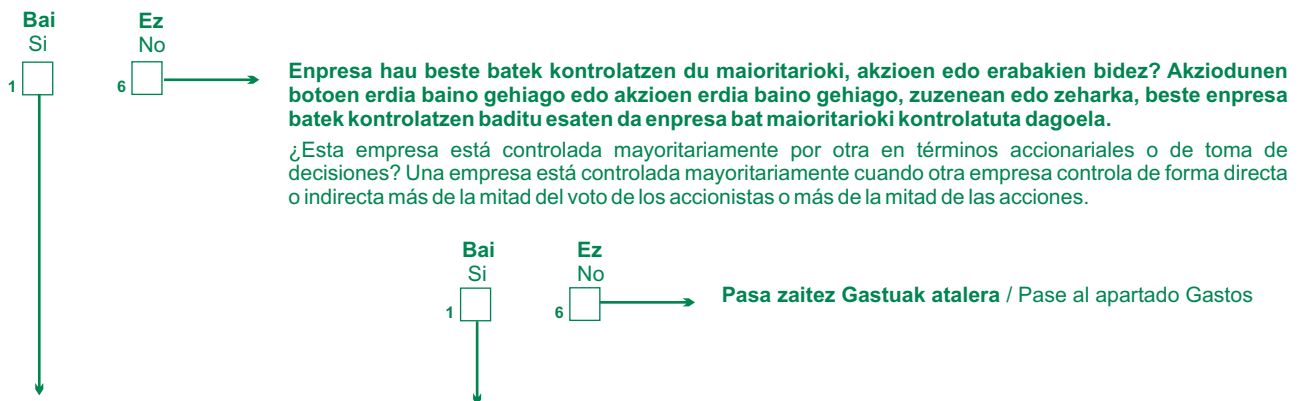 Bai Ez
Si No
1 6
Enpresa hau beste batek kontrolatzen du maioritarioki, akzioen edo erabakien bidez? Akziodunen
botoen erdia baino gehiago edo akzioen erdia baino gehiago, zuzenean edo zeharka, beste enpresa
batek kontrolatzen baditu esaten da enpresa bat maioritarioki kontrolatuta dagoela.
¿Esta empresa está controlada mayoritariamente por otra en términos accionariales o de toma de
decisiones? Una empresa está controlada mayoritariamente cuando otra empresa controla de forma directa
o indirecta más de la mitad del voto de los accionistas o más de la mitad de las acciones.
Bai Ez
Si No
1 6 Pasa zaitez Gastuak atalera / Pase al apartado Gastos